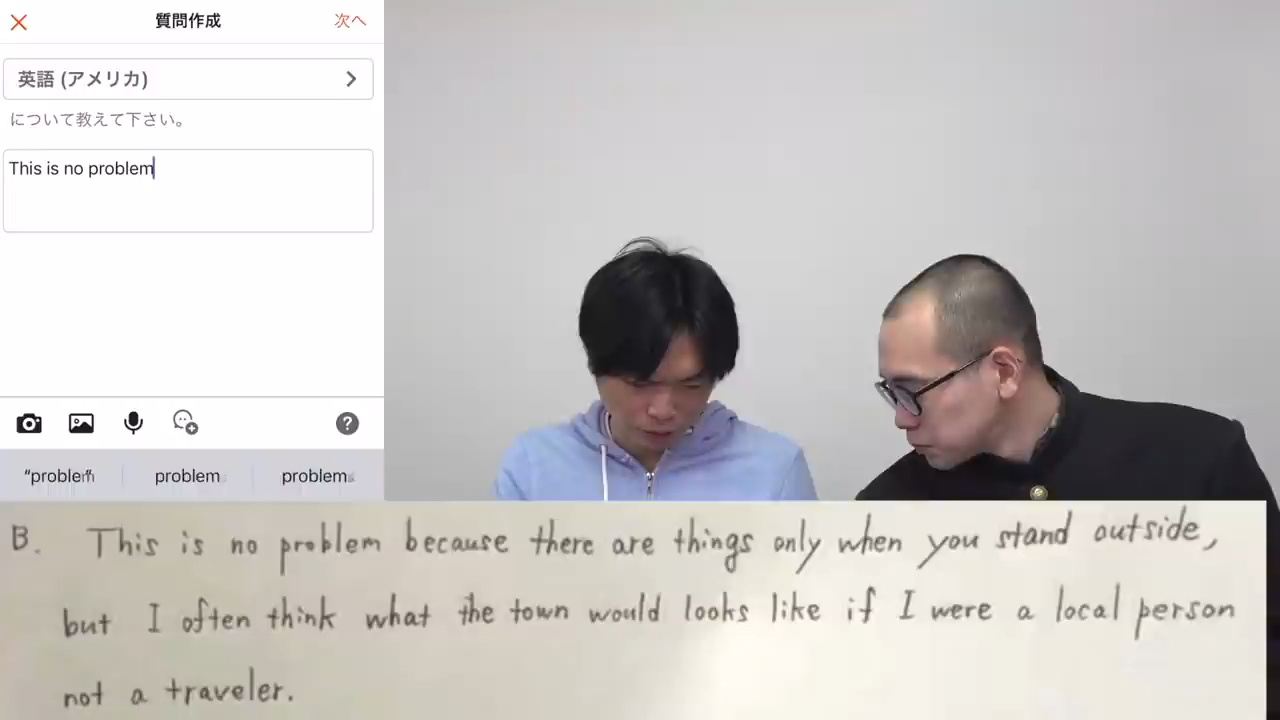 質問作成
次へ
英語 (アメリカ)
について教えて下さい。
This is no problem
"problem"
problem
problems
B. This is no problem because there are things only when you stand outside,
but I often think what the town would looks like if I were a local person
not a traveler.